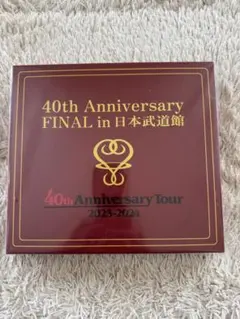 40th Anniversary
FINAL in 日本武道館
40th Anniversary Tour
2023-2024